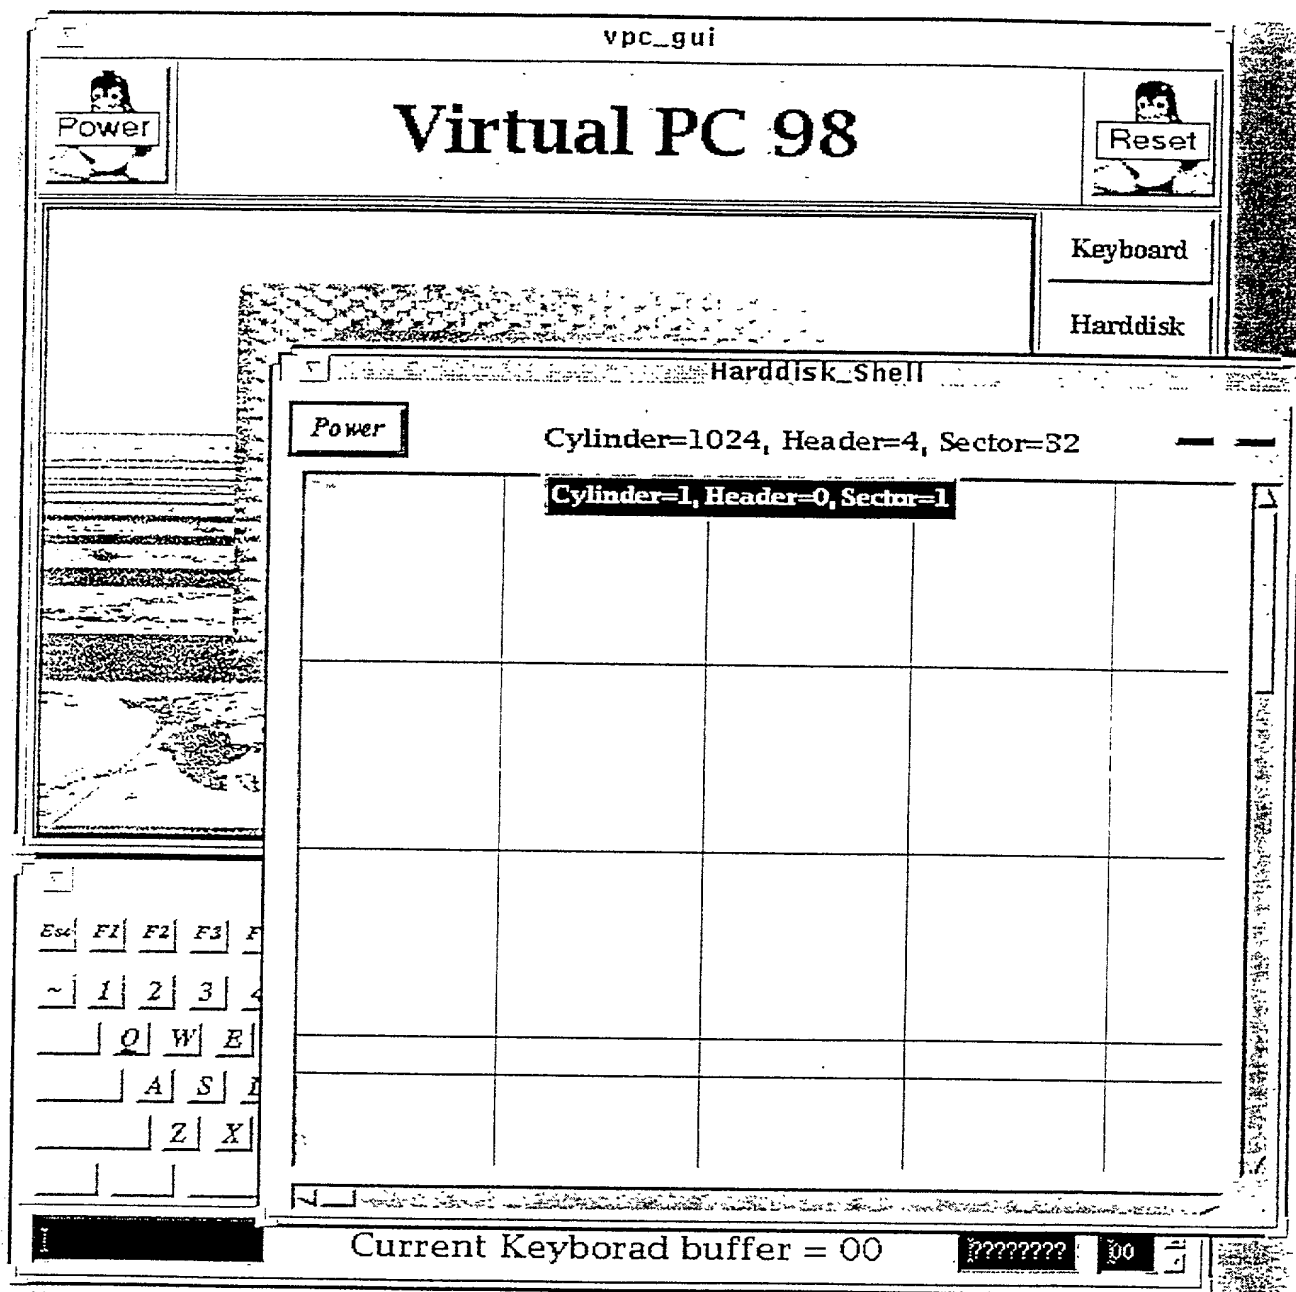 vpc_gui
Power
Virtual PC 98
Reset
Keyboard
Harddisk
Harddisk_Shell
Power
Cylinder=1024, Header=4, Sector=32
Cylinder=1, Header=0, Sector=1
Esc F1 F2 F3 F
~ 1 2 3 4
Q W E
A S
Z X
Current Keyborad buffer = 00
???????? 00